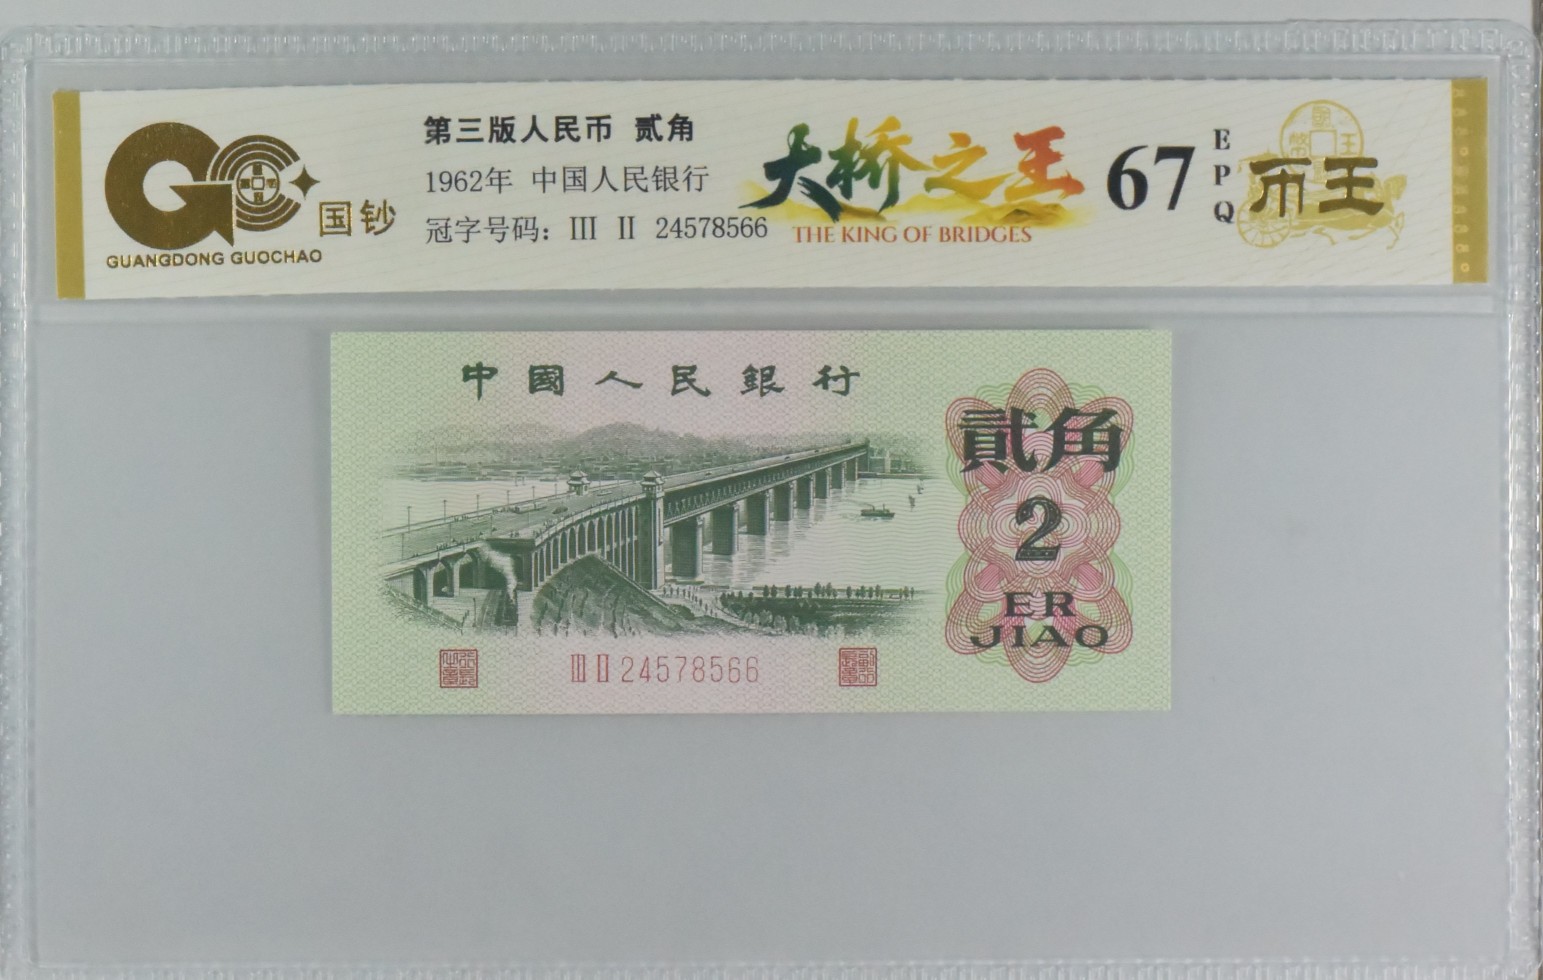 国钞
GUANGDONG GUOCHAO
第三版人民币 贰角
1962年 中国人民银行
冠字号码：Ⅲ Ⅱ 24578566
大桥之王
THE KING OF BRIDGES
67
EPQ
币王
中國人民銀行
貳角
2
ER
JIAO
Ⅲ Ⅱ 24578566